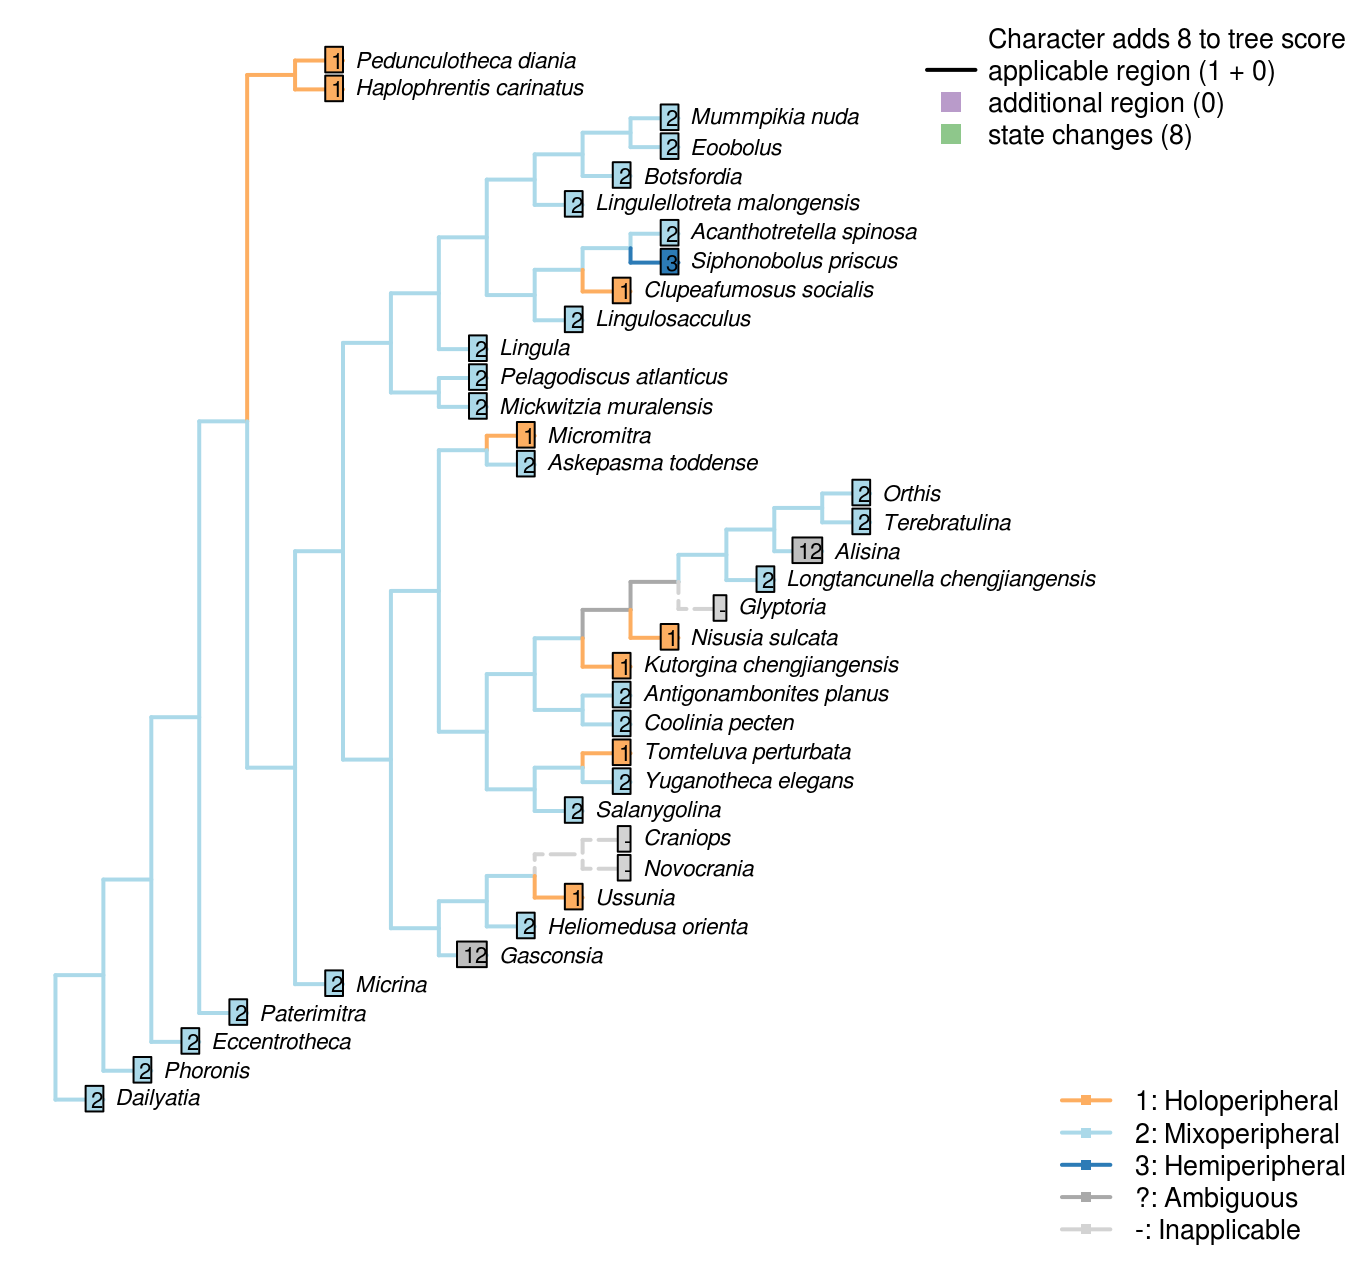 Character adds 8 to tree score
applicable region (1 + 0)
additional region (0)
state changes (8)
1 Pedunculotheca diania
1 Haplophrentis carinatus
2 Mummpikia nuda
2 Eoobolus
2 Botsfordia
2 Lingulellotreta malongensis
2 Acanthotretella spinosa
3 Siphonobolus priscus
1 Clupeafumosus socialis
2 Lingulosacculus
2 Lingula
2 Pelagodiscus atlanticus
2 Mickwitzia muralensis
1 Micromitra
2 Askepasma toddense
2 Orthis
2 Terebratulina
12 Alisina
2 Longtancunella chengjiangensis
- Glyptoria
1 Nisusia sulcata
1 Kutorgina chengjiangensis
2 Antigonambonites planus
2 Coolinia pecten
1 Tomteluva perturbata
2 Yuganotheca elegans
2 Salanygolina
- Craniops
- Novocrania
1 Ussunia
2 Heliomedusa orienta
12 Gasconsia
2 Micrina
2 Paterimitra
2 Eccentrotheca
2 Phoronis
2 Dailyatia
1: Holoperipheral
2: Mixoperipheral
3: Hemiperipheral
?: Ambiguous
-: Inapplicable